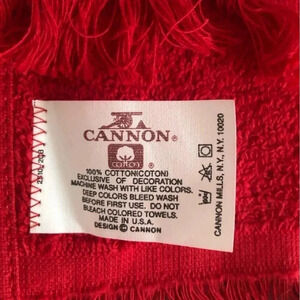 CANNON®
COTTON
100% COTTON(COTON)
EXCLUSIVE OF DECORATION
MACHINE WASH WITH LIKE COLORS.
DEEP COLORS BLEED WASH
BEFORE FIRST USE. DO NOT
BLEACH COLORED TOWELS.
MADE IN U.S.A.
DESIGN © CANNON
CANNON MILLS, N.Y., N.Y. 10020